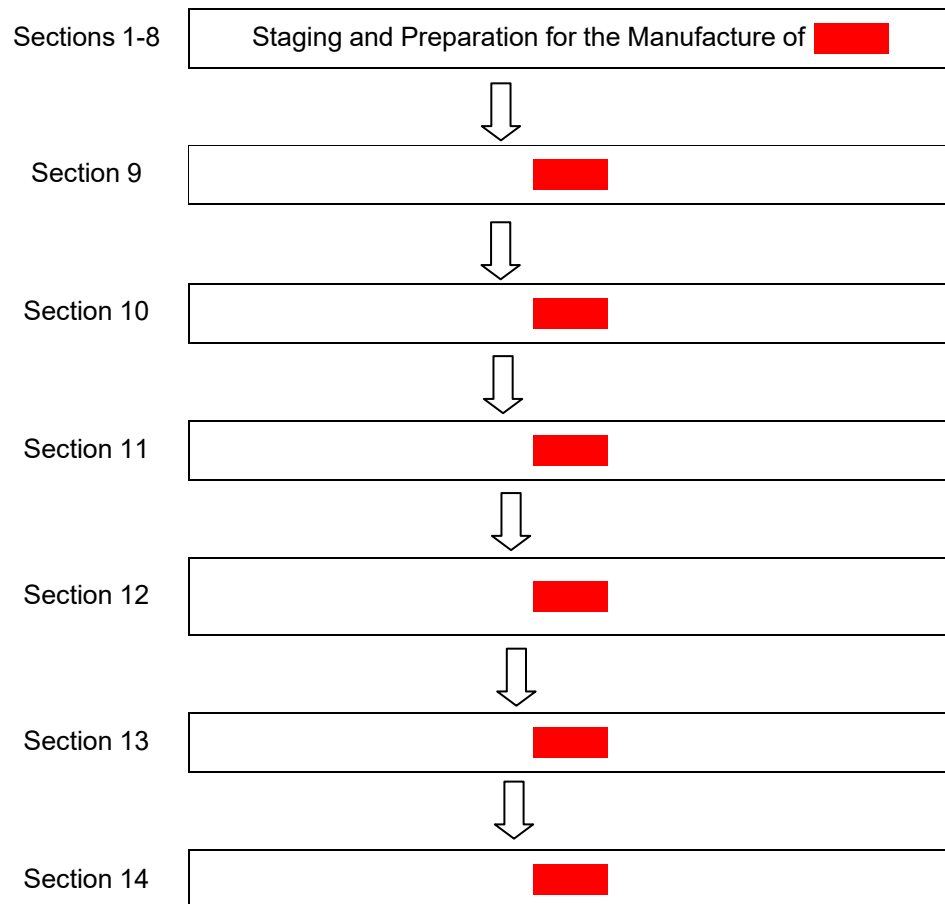 Sections 1-8
Staging and Preparation for the Manufacture of
Section 9
Section 10
Section 11
Section 12
Section 13
Section 14